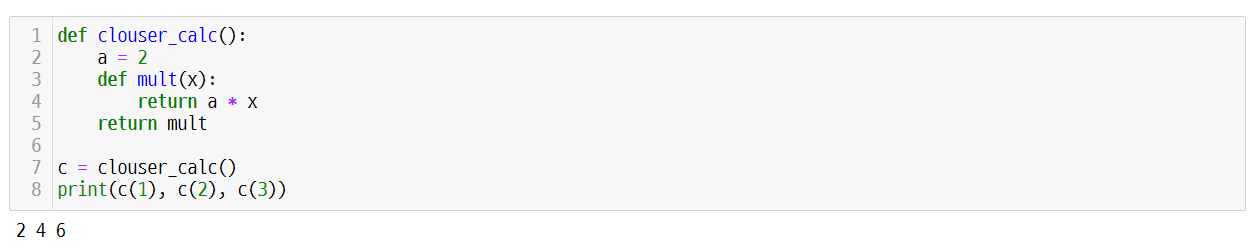 1 def clouser_calc():
2     a = 2
3     def mult(x):
4         return a * x
5     return mult
6
7 c = clouser_calc()
8 print(c(1), c(2), c(3))
2 4 6